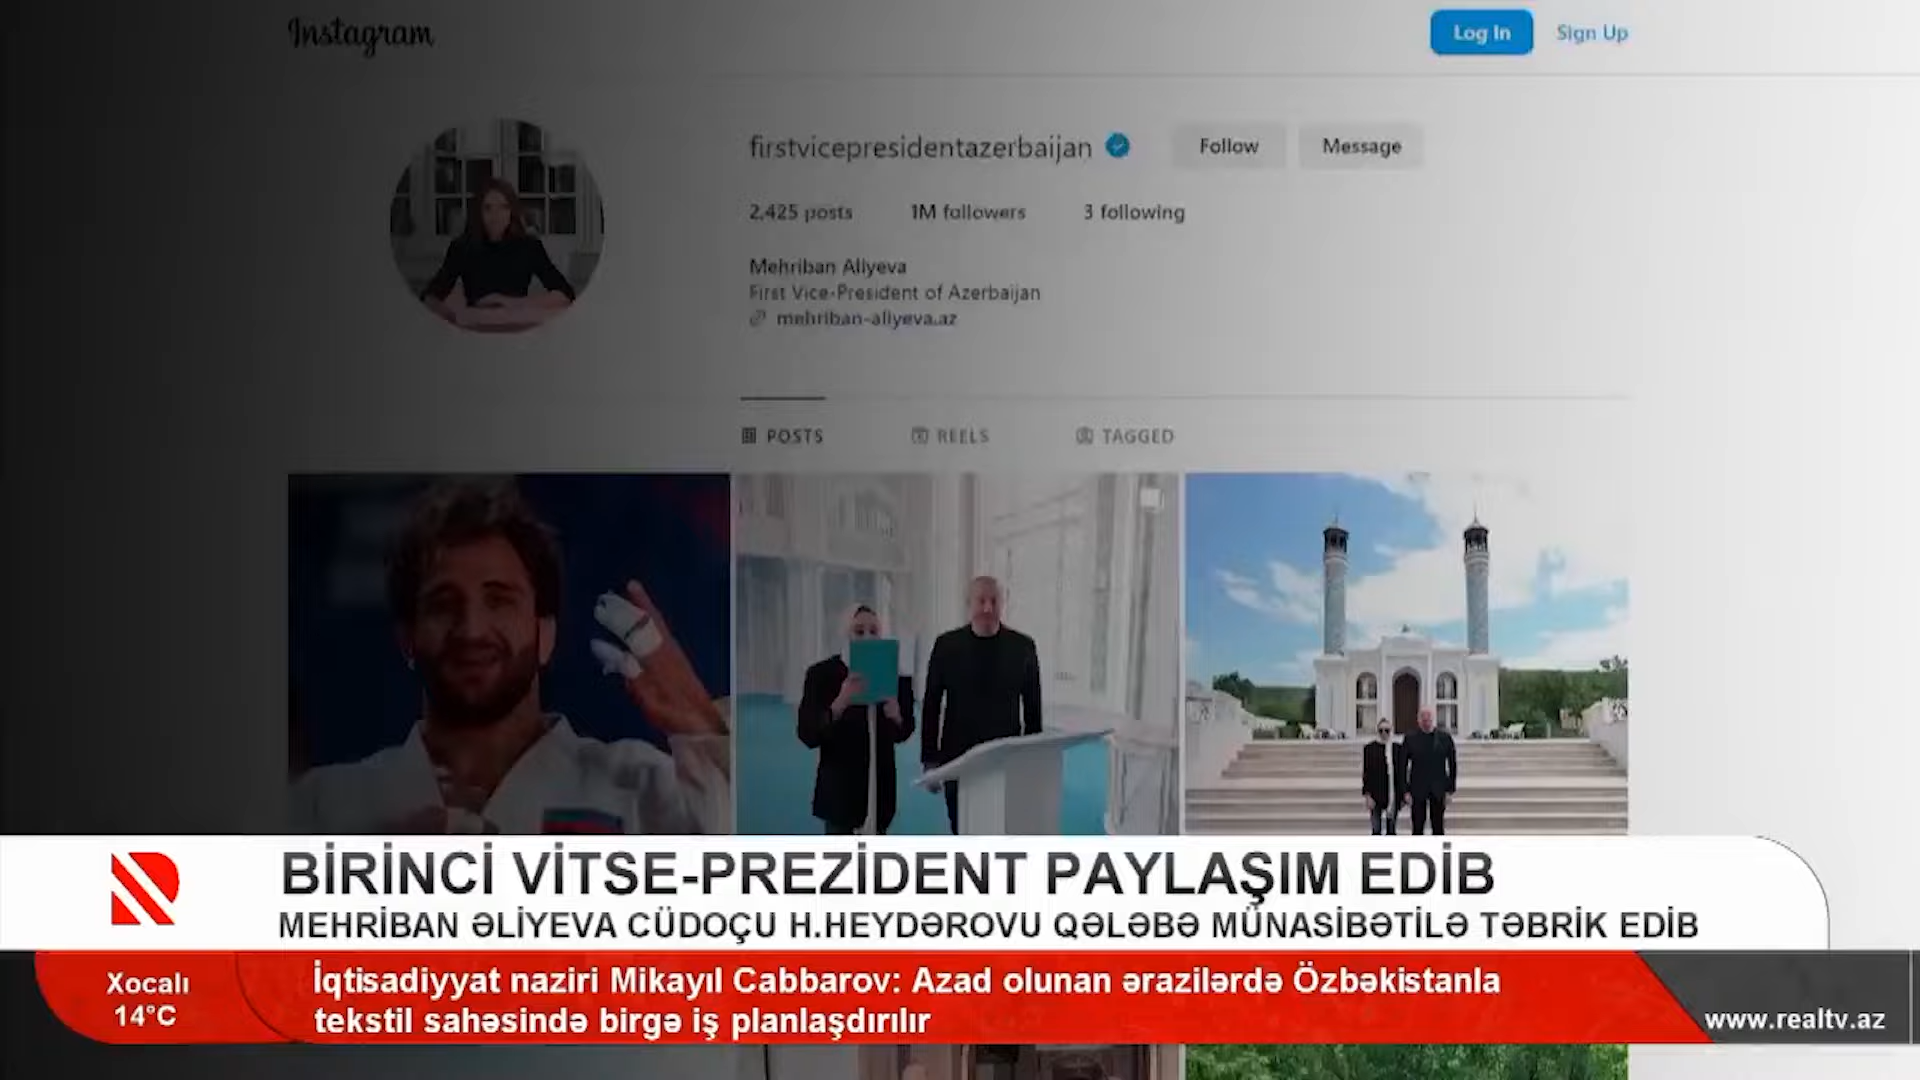 Instagram
Log In
Sign Up
firstvicepresidentazerbaijan
Follow
Message
2,425 posts
1M followers
3 following
Mehriban Aliyeva
First Vice-President of Azerbaijan
mehriban-aliyeva.az
POSTS
REELS
TAGGED
BİRİNCİ VİTSE-PREZİDENT PAYLAŞIM EDİB
MEHRİBAN ƏLİYEVA CÜDOÇU H.HEYDƏROVU QƏLƏBƏ MÜNASİBƏTİLƏ TƏBRİK EDİB
Xocalı
14°C
İqtisadiyyat naziri Mikayıl Cabbarov: Azad olunan ərazilərdə Özbəkistanla
tekstil sahəsində birgə iş planlaşdırılır
www.realtv.az